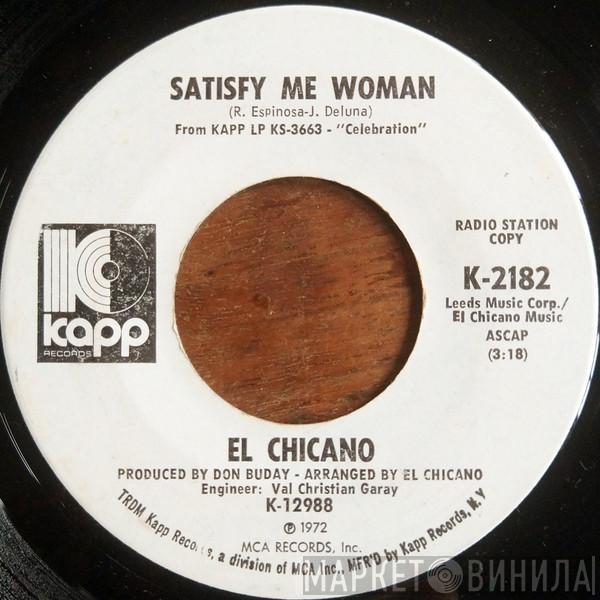 SATISFY ME WOMAN
(R. Espinosa-J. Deluna)
From KAPP LP KS-3663 - "Celebration"
kapp
RECORDS
RADIO STATION
COPY
K-2182
Leeds Music Corp./
El Chicano Music
ASCAP
(3:18)
EL CHICANO
PRODUCED BY DON BUDAY - ARRANGED BY EL CHICANO
Engineer: Val Christian Garay
K-12988
℗ 1972
MCA RECORDS, Inc.
TRDM Kapp Records, a division of MCA Inc., MFR'D by Kapp Records, N.Y
МАРКЕТ ВИНИЛА